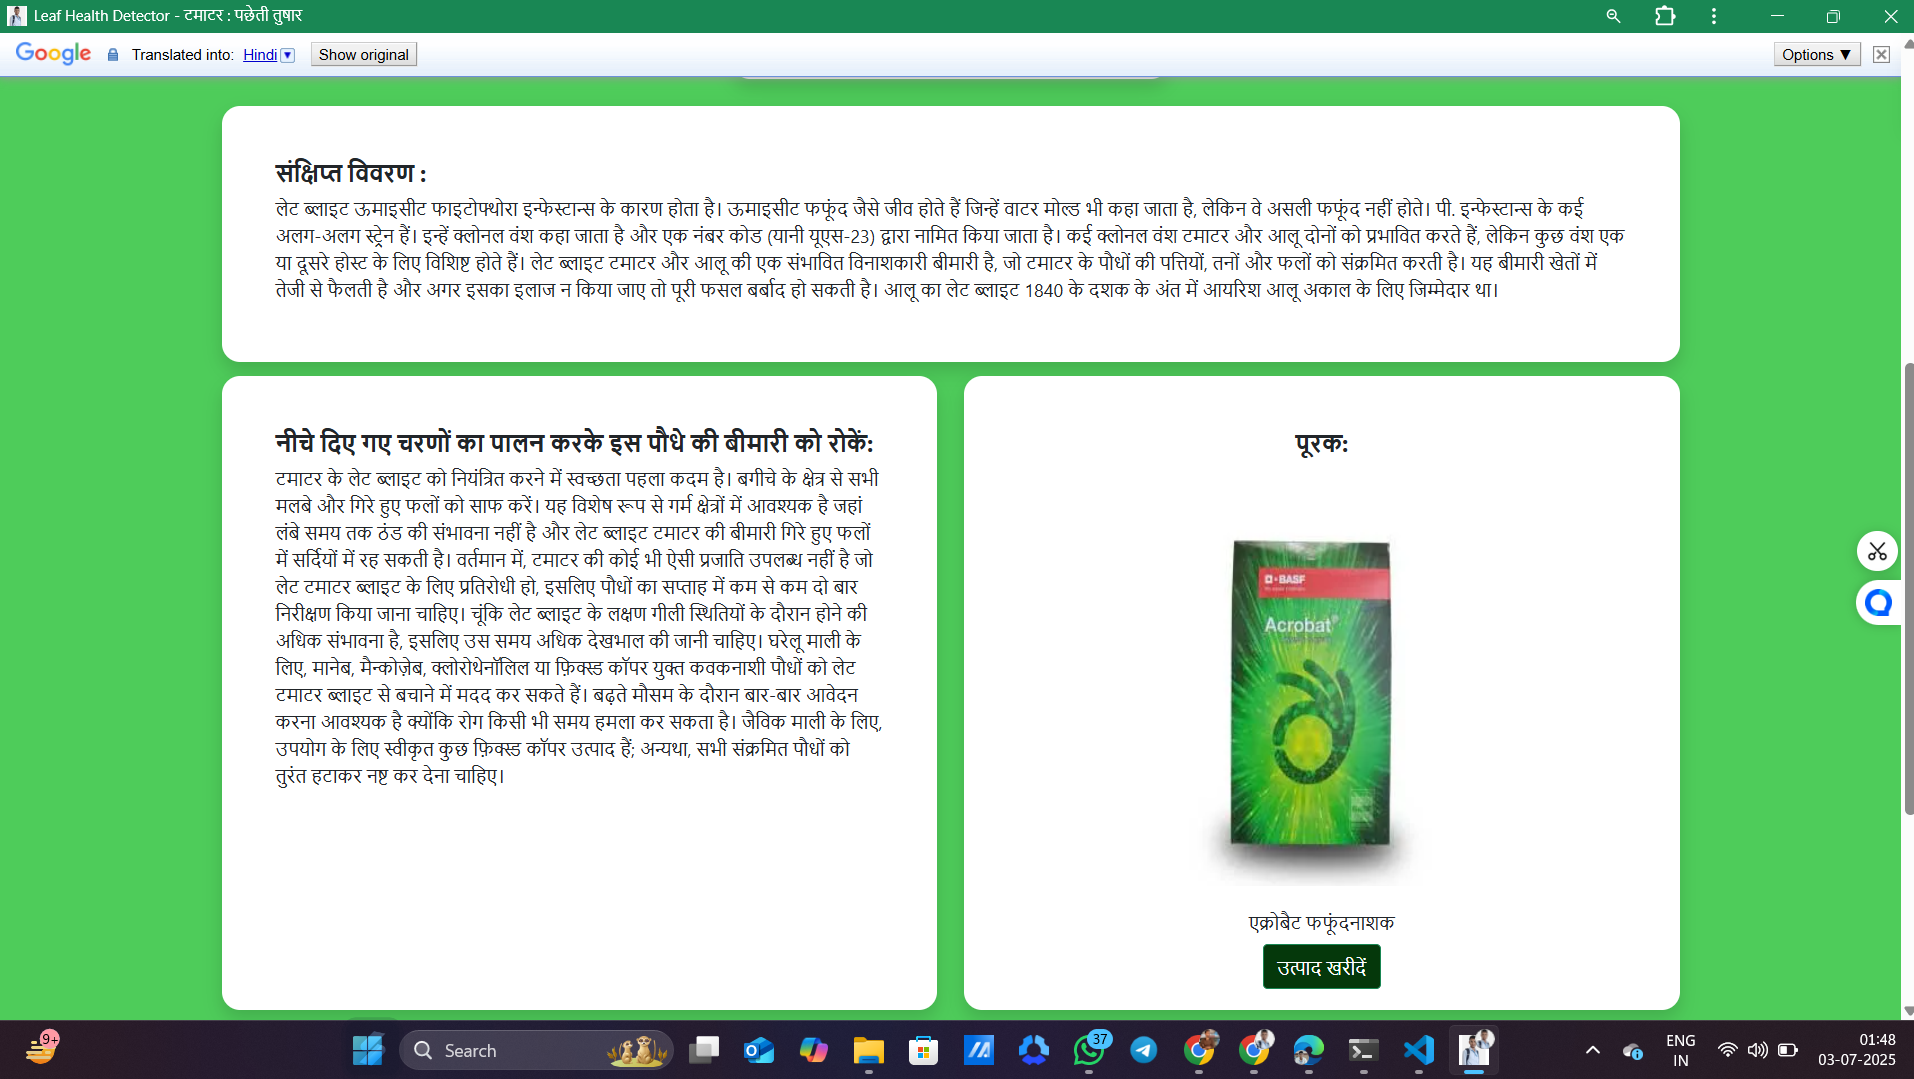 Leaf Health Detector - टमाटर : पछेती तुषार
Google Translated into: Hindi Show original Options ▼
संक्षिप्त विवरण :
लेट ब्लाइट ऊमाइसीट फाइटोफ्थोरा इन्फेस्टान्स के कारण होता है। ऊमाइसीट फफूंद जैसे जीव होते हैं जिन्हें वाटर मोल्ड भी कहा जाता है, लेकिन वे असली फफूंद नहीं होते। पी. इन्फेस्टान्स के कई
अलग-अलग स्ट्रेन हैं। इन्हें क्लोनल वंश कहा जाता है और एक नंबर कोड (यानी यूएस-23) द्वारा नामित किया जाता है। कई क्लोनल वंश टमाटर और आलू दोनों को प्रभावित करते हैं, लेकिन कुछ वंश एक
या दूसरे होस्ट के लिए विशिष्ट होते हैं। लेट ब्लाइट टमाटर और आलू की एक संभावित विनाशकारी बीमारी है, जो टमाटर के पौधों की पत्तियों, तनों और फलों को संक्रमित करती है। यह बीमारी खेतों में
तेजी से फैलती है और अगर इसका इलाज न किया जाए तो पूरी फसल बर्बाद हो सकती है। आलू का लेट ब्लाइट 1840 के दशक के अंत में आयरिश आलू अकाल के लिए जिम्मेदार था।
नीचे दिए गए चरणों का पालन करके इस पौधे की बीमारी को रोकें:
टमाटर के लेट ब्लाइट को नियंत्रित करने में स्वच्छता पहला कदम है। बगीचे के क्षेत्र से सभी
मलबे और गिरे हुए फलों को साफ करें। यह विशेष रूप से गर्म क्षेत्रों में आवश्यक है जहां
लंबे समय तक ठंड की संभावना नहीं है और लेट ब्लाइट टमाटर की बीमारी गिरे हुए फलों
में सर्दियों में रह सकती है। वर्तमान में, टमाटर की कोई भी ऐसी प्रजाति उपलब्ध नहीं है जो
लेट टमाटर ब्लाइट के लिए प्रतिरोधी हो, इसलिए पौधों का सप्ताह में कम से कम दो बार
निरीक्षण किया जाना चाहिए। चूंकि लेट ब्लाइट के लक्षण गीली स्थितियों के दौरान होने की
अधिक संभावना है, इसलिए उस समय अधिक देखभाल की जानी चाहिए। घरेलू माली के
लिए, मानेब, मैन्कोज़ेब, क्लोरोथेनॉलिल या फ़िक्स्ड कॉपर युक्त कवकनाशी पौधों को लेट
टमाटर ब्लाइट से बचाने में मदद कर सकते हैं। बढ़ते मौसम के दौरान बार-बार आवेदन
करना आवश्यक है क्योंकि रोग किसी भी समय हमला कर सकता है। जैविक माली के लिए,
उपयोग के लिए स्वीकृत कुछ फ़िक्स्ड कॉपर उत्पाद हैं; अन्यथा, सभी संक्रमित पौधों को
तुरंत हटाकर नष्ट कर देना चाहिए।
पूरक:
BASF
Acrobat®
एक्रोबैट फफूंदनाशक
उत्पाद खरीदें
9+
Search
37
ENG
IN
01:48
03-07-2025